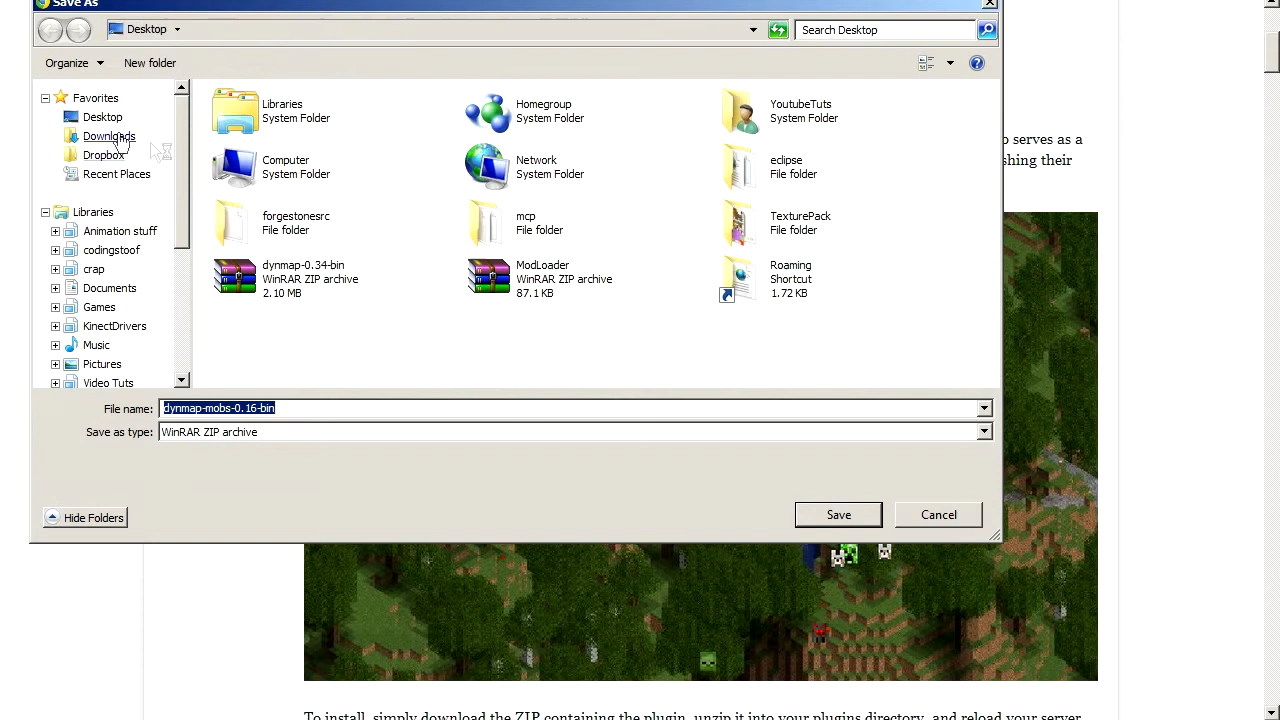 Save As
Desktop
Search Desktop
Organize
New folder
Favorites
Desktop
Downloads
Dropbox
Recent Places
Libraries
Animation stuff
codingstoof
crap
Documents
Games
KinectDrivers
Music
Pictures
Video Tuts
Libraries
System Folder
Homegroup
System Folder
YoutubeTuts
System Folder
Computer
System Folder
Network
System Folder
eclipse
File folder
forgestonesrc
File folder
mcp
File folder
TexturePack
File folder
dynmap-0.34-bin
WinRAR ZIP archive
2.10 MB
ModLoader
WinRAR ZIP archive
87.1 KB
Roaming
Shortcut
1.72 KB
File name: dynmap-mobs-0.16-bin
Save as type: WinRAR ZIP archive
Hide Folders
Save
Cancel
p serves as a
shing their
To install, simply download the ZIP containing the plugin, unzip it into your plugins directory, and reload your server